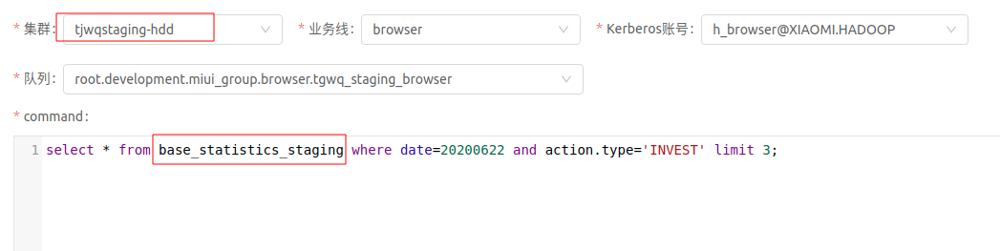 * 集群： tjwqstaging-hdd * 业务线： browser * Kerberos账号： h_browser@XIAOMI.HADOOP
* 队列： root.development.miui_group.browser.tgwq_staging_browser
* command：
1 select * from base_statistics_staging where date=20200622 and action.type='INVEST' limit 3;